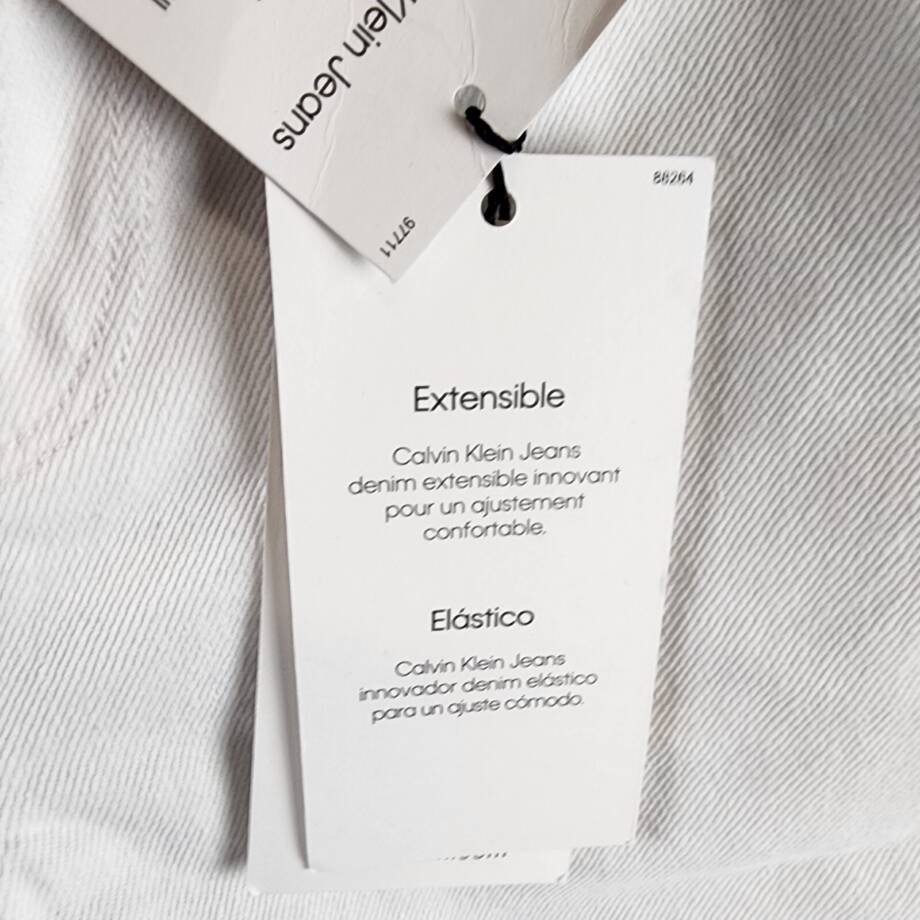 Klein Jeans
97711
88264
Extensible
Calvin Klein Jeans
denim extensible innovant
pour un ajustement
confortable.
Elástico
Calvin Klein Jeans
innovador denim elástico
para un ajuste cómodo.